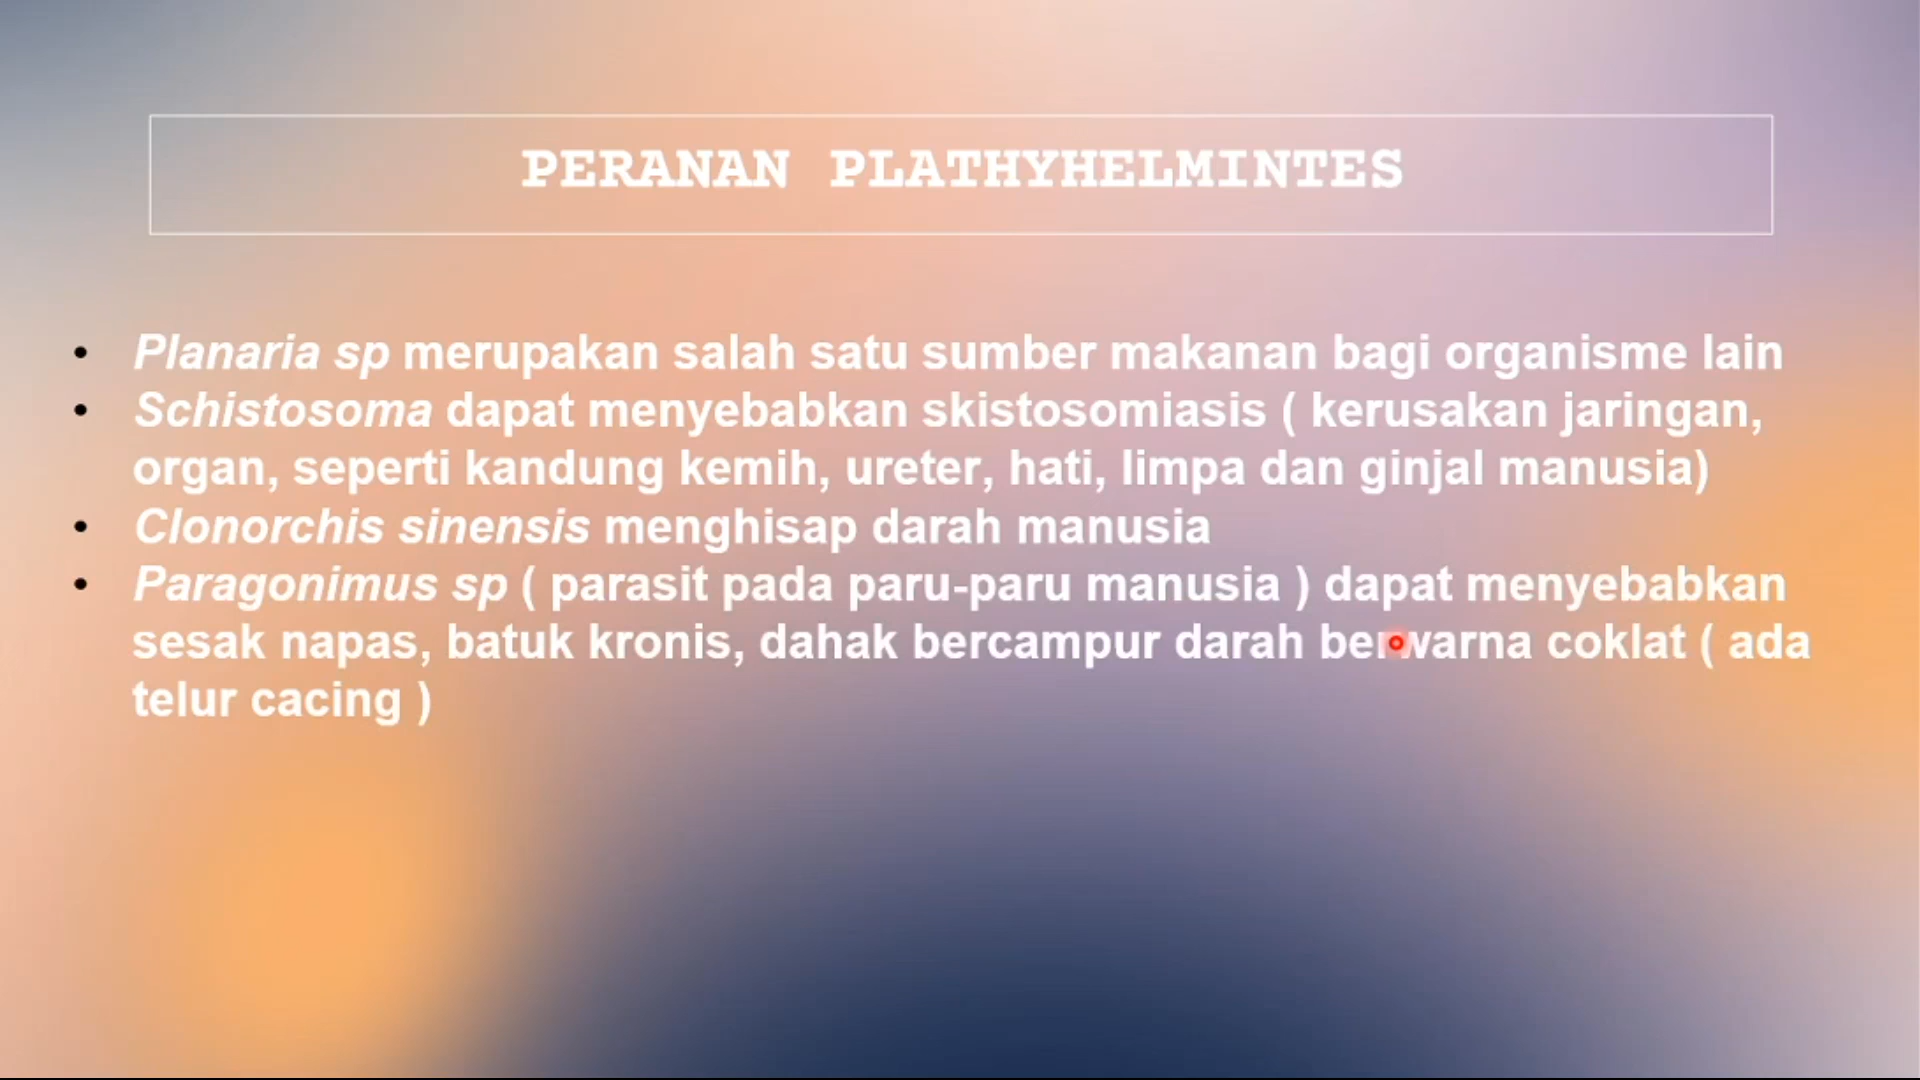 PERANAN PLATHYHELMINTES
• Planaria sp merupakan salah satu sumber makanan bagi organisme lain
• Schistosoma dapat menyebabkan skistosomiasis ( kerusakan jaringan,
organ, seperti kandung kemih, ureter, hati, limpa dan ginjal manusia)
• Clonorchis sinensis menghisap darah manusia
• Paragonimus sp ( parasit pada paru-paru manusia ) dapat menyebabkan
sesak napas, batuk kronis, dahak bercampur darah berwarna coklat ( ada
telur cacing )